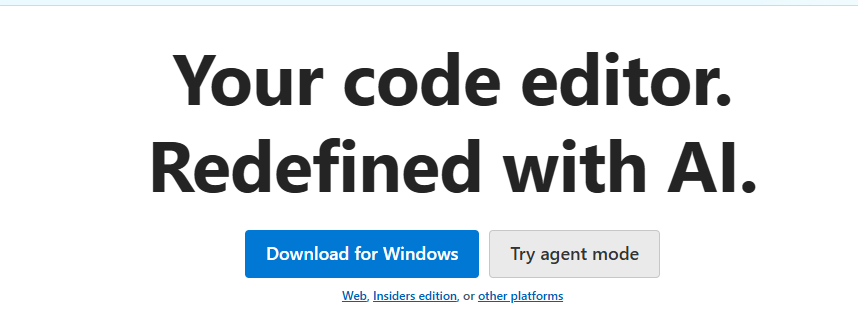 Your code editor.
Redefined with AI.
Download for Windows
Try agent mode
Web, Insiders edition, or other platforms